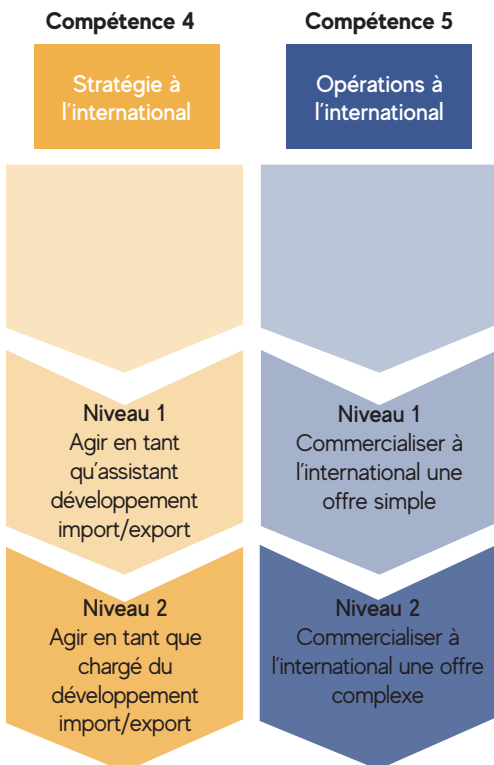 Compétence 4
Stratégie à
l'international
Niveau 1
Agir en tant
qu'assistant
développement
import/export
Niveau 2
Agir en tant que
chargé du
développement
import/export
Compétence 5
Opérations à
l'international
Niveau 1
Commercialiser à
l'international une
offre simple
Niveau 2
Commercialiser à
l'international une offre
complexe